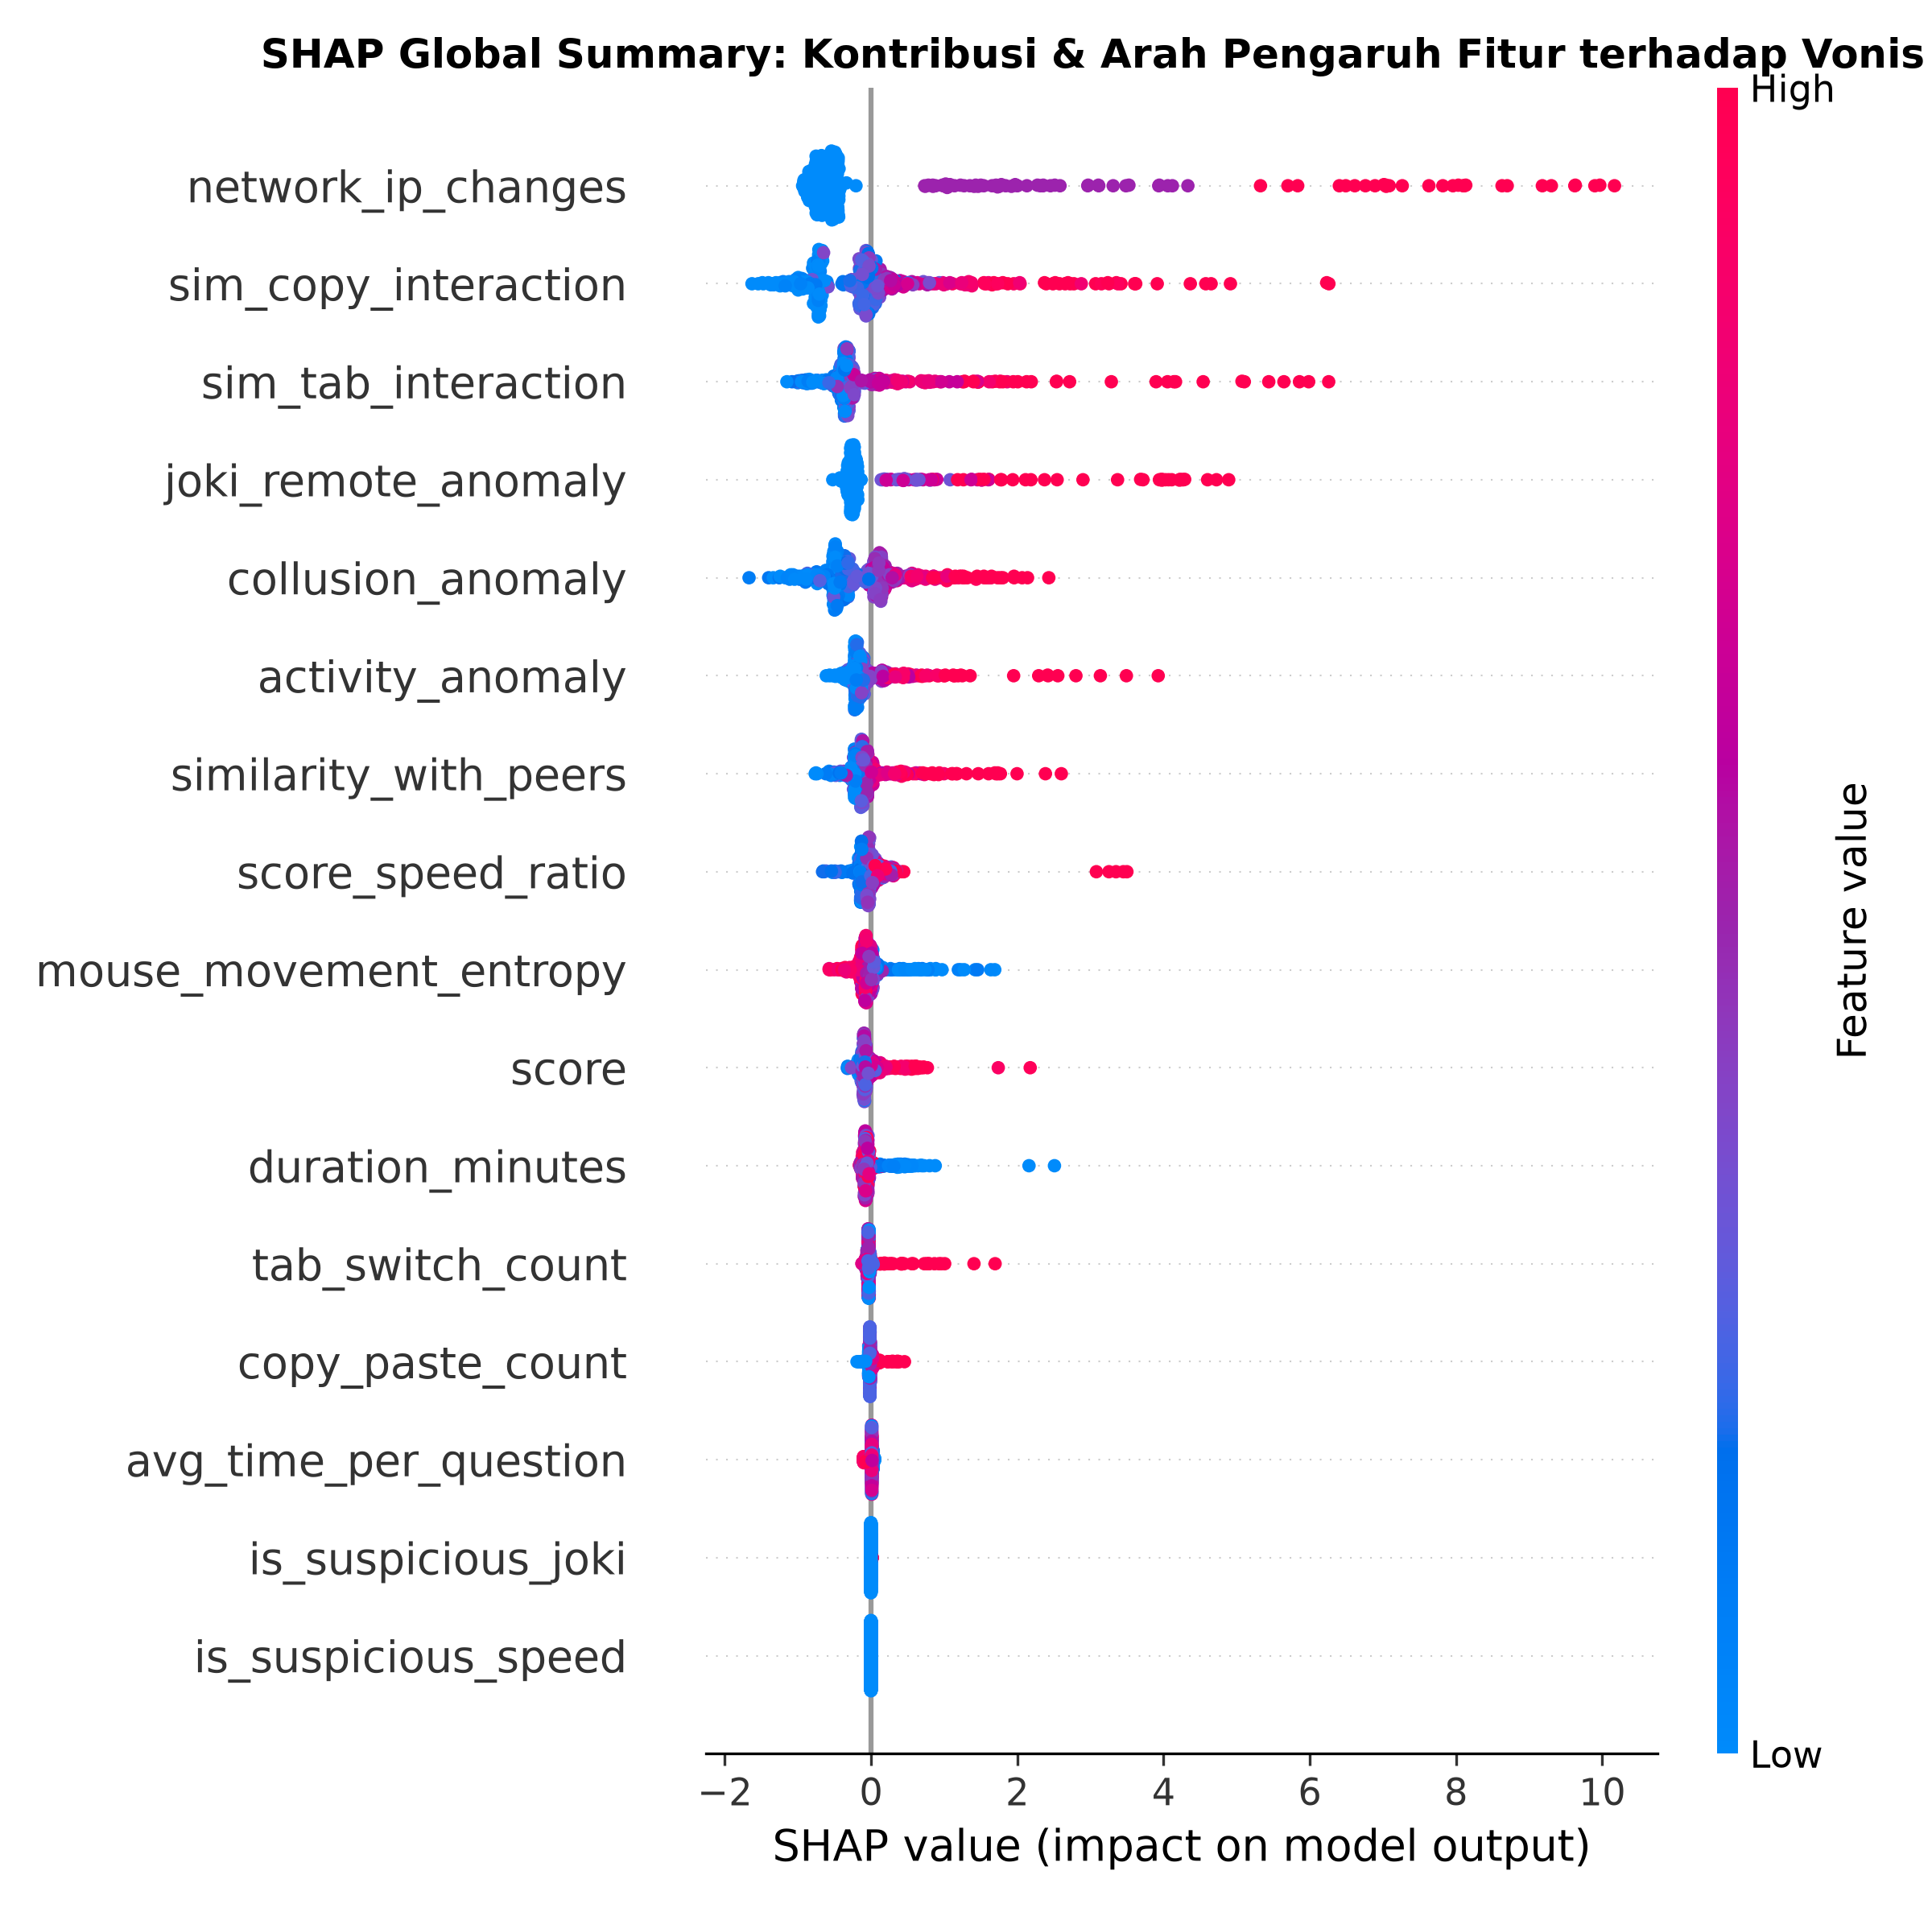 SHAP Global Summary: Kontribusi & Arah Pengaruh Fitur terhadap Vonis
High
network_ip_changes
sim_copy_interaction
sim_tab_interaction
joki_remote_anomaly
collusion_anomaly
activity_anomaly
similarity_with_peers
score_speed_ratio
mouse_movement_entropy
score
duration_minutes
tab_switch_count
copy_paste_count
avg_time_per_question
is_suspicious_joki
is_suspicious_speed
Feature value
Low
−2 0 2 4 6 8 10
SHAP value (impact on model output)